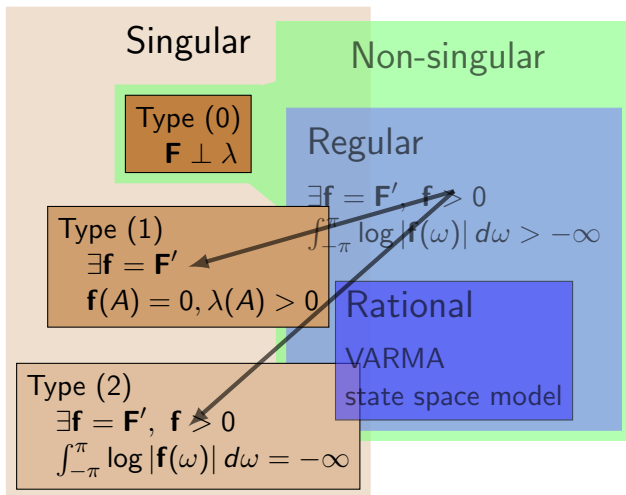 Singular
Non-singular
Type (0)
F ⊥ λ
Regular
∃f = F′, f > 0
∫_{-π}^{π} log |f(ω)| dω > −∞
Type (1)
∃f = F′
f(A) = 0, λ(A) > 0
Rational
VARMA
state space model
Type (2)
∃f = F′, f > 0
∫_{-π}^{π} log |f(ω)| dω = −∞